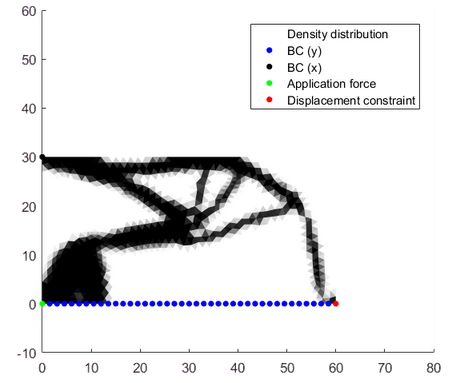 60
50
40
30
20
10
0
-10
0 10 20 30 40 50 60 70 80
Density distribution
BC (y)
BC (x)
Application force
Displacement constraint